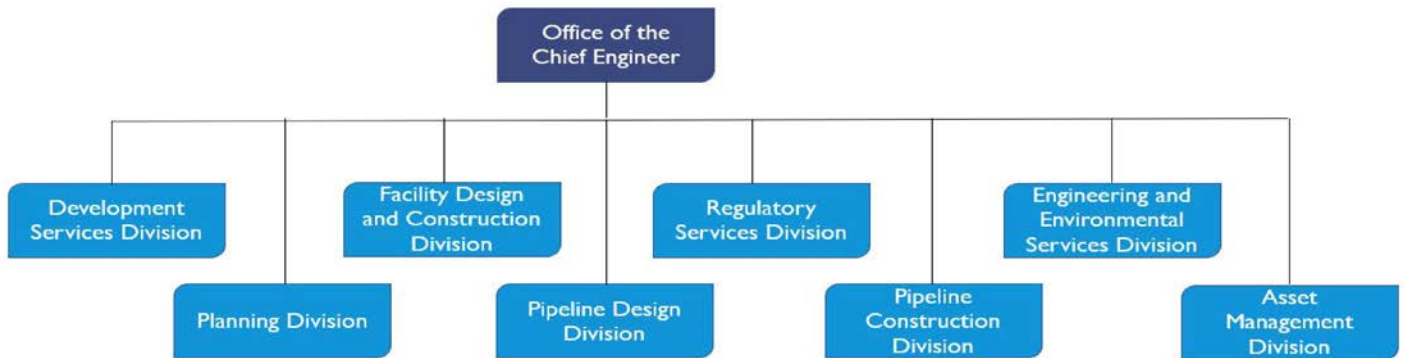 Office of the
Chief Engineer
Development
Services Division
Facility Design
and Construction
Division
Regulatory
Services Division
Engineering and
Environmental
Services Division
Planning Division
Pipeline Design
Division
Pipeline
Construction
Division
Asset
Management
Division